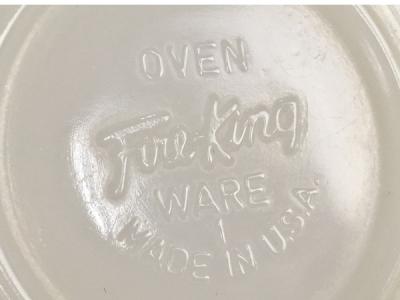 OVEN
Fire-King
WARE
1
MADE IN U.S.A.